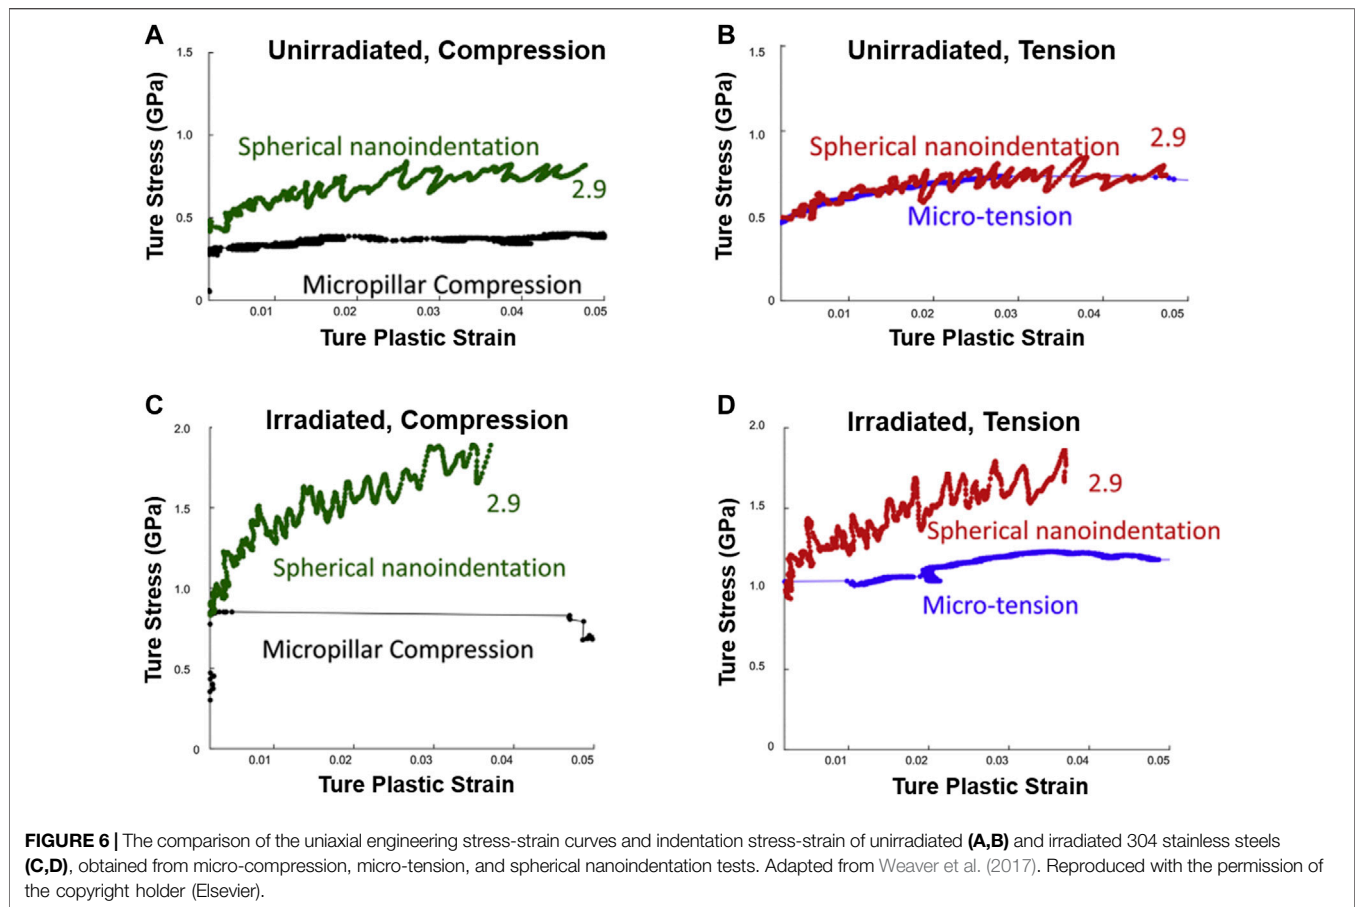 A
Unirradiated, Compression
1.5
1.0
0.5
0
Ture Stress (GPa)
Spherical nanoindentation
2.9
Micropillar Compression
0.01
0.02
0.03
0.04
0.05
Ture Plastic Strain
B
Unirradiated, Tension
1.5
1.0
0.5
0
Ture Stress (GPa)
2.9
Spherical nanoindentation
Micro-tension
0.01
0.02
0.03
0.04
0.05
Ture Plastic Strain
C
Irradiated, Compression
2.0
1.5
1.0
0.5
0
Ture Stress (GPa)
2.9
Spherical nanoindentation
Micropillar Compression
0.01
0.02
0.03
0.04
0.05
Ture Plastic Strain
D
Irradiated, Tension
2.0
1.5
1.0
0.5
0
Ture Stress (GPa)
2.9
Spherical nanoindentation
Micro-tension
0.01
0.02
0.03
0.04
0.05
Ture Plastic Strain
FIGURE 6 | The comparison of the uniaxial engineering stress-strain curves and indentation stress-strain of unirradiated (A,B) and irradiated 304 stainless steels
(C,D), obtained from micro-compression, micro-tension, and spherical nanoindentation tests. Adapted from Weaver et al. (2017). Reproduced with the permission of
the copyright holder (Elsevier).